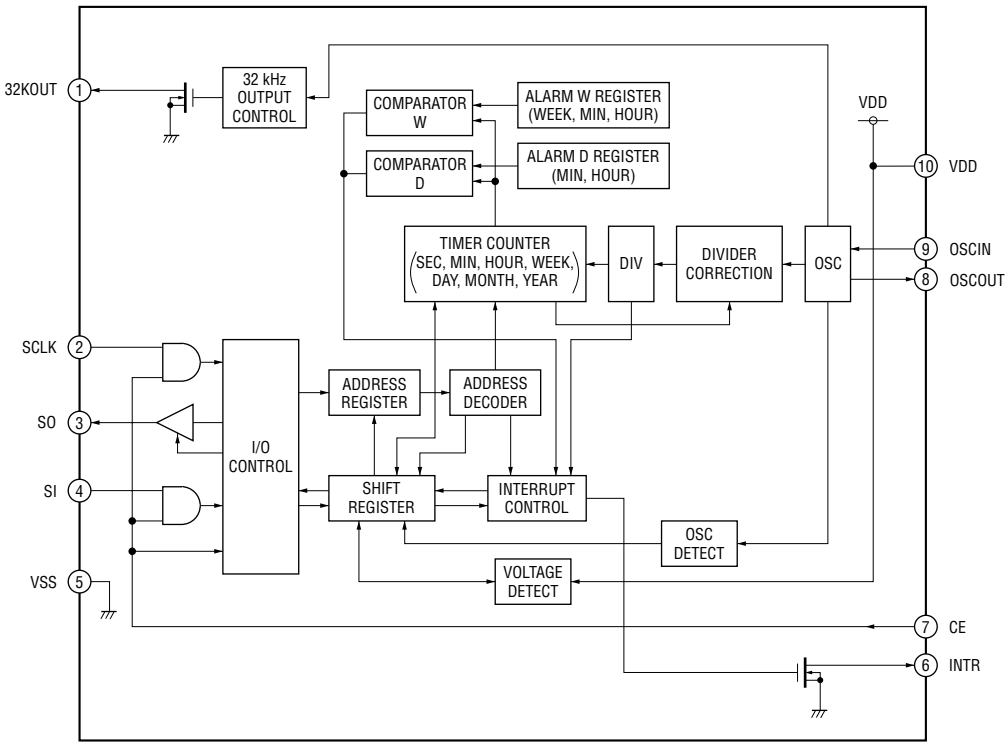 32KOUT
1
32 kHz
OUTPUT
CONTROL
COMPARATOR
W
ALARM W REGISTER
(WEEK, MIN, HOUR)
COMPARATOR
D
ALARM D REGISTER
(MIN, HOUR)
VDD
10
VDD
TIMER COUNTER
(SEC, MIN, HOUR, WEEK,
DAY, MONTH, YEAR)
DIV
DIVIDER
CORRECTION
OSC
9
OSCIN
8
OSCOUT
SCLK
2
SO
3
SI
4
VSS
5
I/O
CONTROL
ADDRESS
REGISTER
ADDRESS
DECODER
SHIFT
REGISTER
INTERRUPT
CONTROL
OSC
DETECT
VOLTAGE
DETECT
7
CE
6
INTR